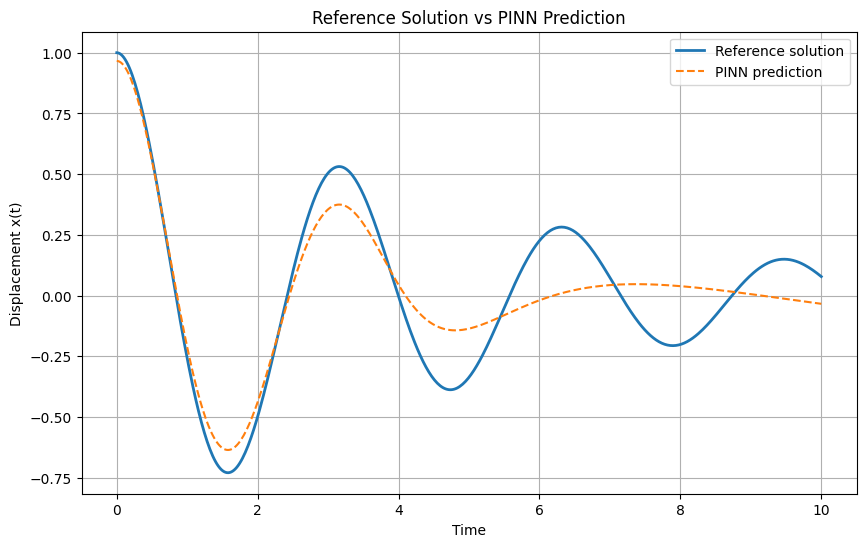 Reference Solution vs PINN Prediction
Reference solution
PINN prediction
Displacement x(t)
1.00
0.75
0.50
0.25
0.00
−0.25
−0.50
−0.75
0 2 4 6 8 10
Time